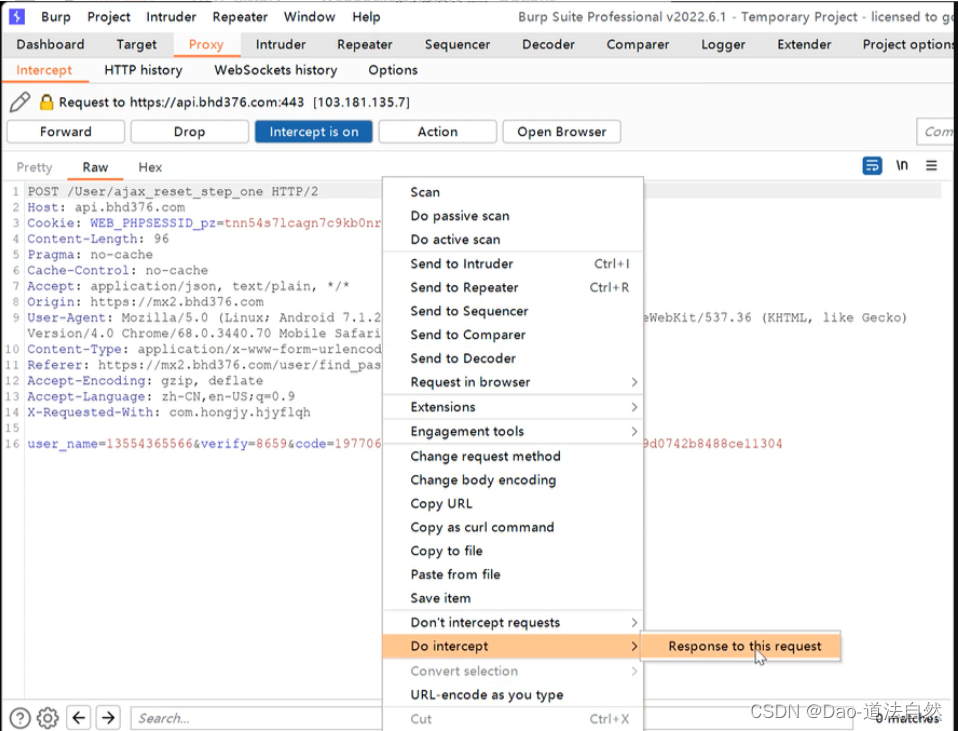 Burp Project Intruder Repeater Window Help Burp Suite Professional v2022.6.1 - Temporary Project - licensed to
Dashboard Target Proxy Intruder Repeater Sequencer Decoder Comparer Logger Extender Project options
Intercept HTTP history WebSockets history Options
Request to https://api.bhd376.com:443 [103.181.135.7]
Forward Drop Intercept is on Action Open Browser Com
Pretty Raw Hex \n
1 POST /User/ajax_reset_step_one HTTP/2
2 Host: api.bhd376.com
3 Cookie: WEB_PHPSESSID_pz=tnn54s7lcagn7c9kb0nr
4 Content-Length: 96
5 Pragma: no-cache
6 Cache-Control: no-cache
7 Accept: application/json, text/plain, */*
8 Origin: https://mx2.bhd376.com
9 User-Agent: Mozilla/5.0 (Linux; Android 7.1.2 eWebKit/537.36 (KHTML, like Gecko)
Version/4.0 Chrome/68.0.3440.70 Mobile Safari
10 Content-Type: application/x-www-form-urlencod
11 Referer: https://mx2.bhd376.com/user/find_pas
12 Accept-Encoding: gzip, deflate
13 Accept-Language: zh-CN,en-US;q=0.9
14 X-Requested-With: com.hongjy.hjyflqh
15
16 user_name=13554365566&verify=8659&code=197706 9d0742b8488ce11304
Scan
Do passive scan
Do active scan
Send to Intruder Ctrl+I
Send to Repeater Ctrl+R
Send to Sequencer
Send to Comparer
Send to Decoder
Request in browser
Extensions
Engagement tools
Change request method
Change body encoding
Copy URL
Copy as curl command
Copy to file
Paste from file
Save item
Don't intercept requests
Do intercept Response to this request
Convert selection
URL-encode as you type
Cut Ctrl+X
Search...
0 matches
CSDN @Dao-道法自然